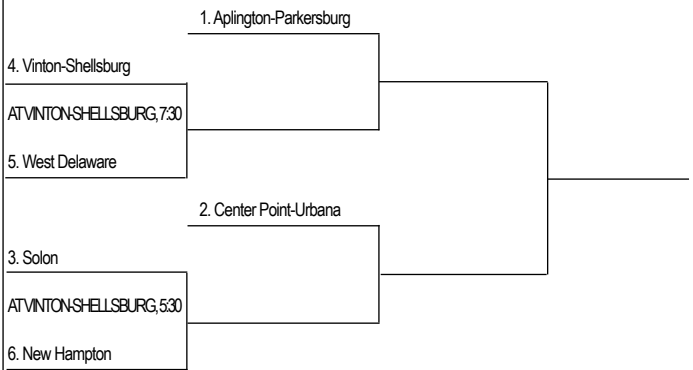 1. Aplington-Parkersburg
4. Vinton-Shellsburg
AT VINTON-SHELLSBURG, 7:30
5. West Delaware
2. Center Point-Urbana
3. Solon
AT VINTON-SHELLSBURG, 5:30
6. New Hampton